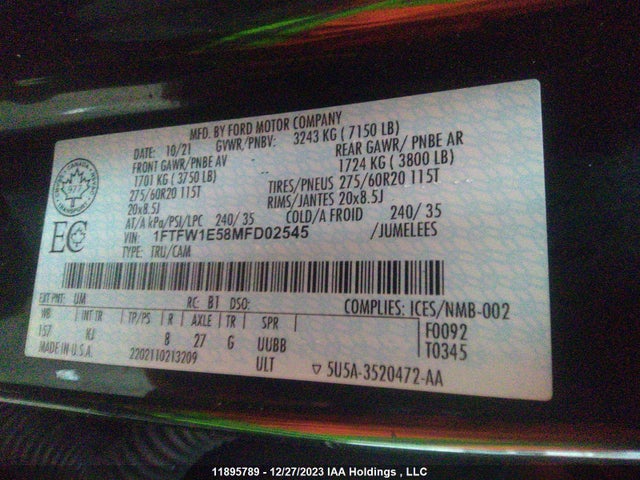 MFD. BY FORD MOTOR COMPANY
DATE: 10/21 GVWR/PNBV: 3243 KG ( 7150 LB)
FRONT GAWR/PNBE AV REAR GAWR/ PNBE AR
1701 KG ( 3750 LB) 1724 KG ( 3800 LB)
275/60R20 115T TIRES/PNEUS 275/60R20 115T
20x8.5J RIMS/JANTES 20x8.5J
AT/A kPa/PSI/LPC 240/ 35 COLD/A FROID 240/ 35
VIN: 1FTFW1E58MFD02545 /JUMELEES
TYPE: TRU/CAM
CANADA
977
TRANSPORT
EC
EXT PNT: UM RC: B1 DSO: COMPLIES: ICES/NMB-002
WB INT TR TP/PS R AXLE TR SPR F0092
157 KJ 8 27 G UUBB T0345
MADE IN U.S.A. 2202110213209 ULT ▽ 5U5A-3520472-AA
11895789 - 12/27/2023 IAA Holdings , LLC